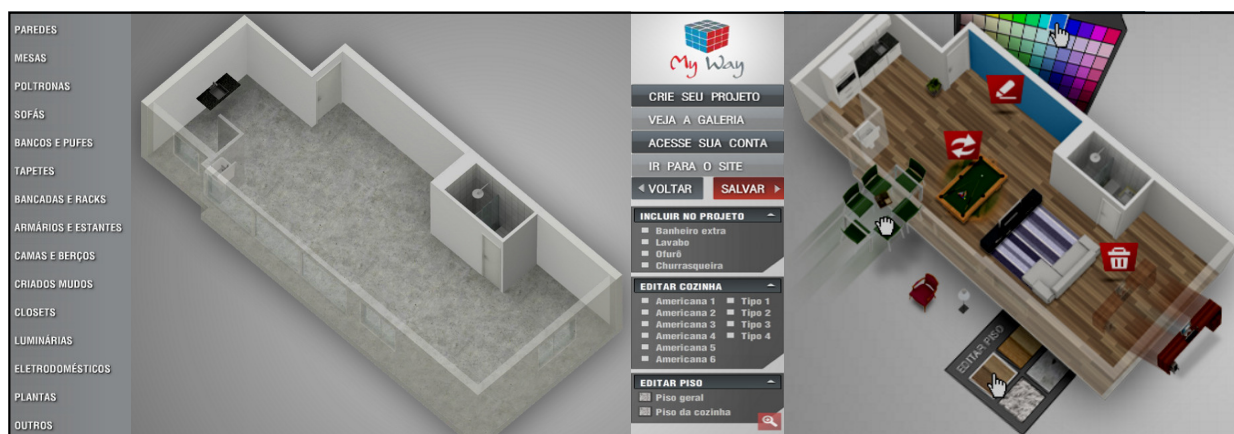 PAREDES
MESAS
POLTRONAS
SOFÁS
BANCOS E PUFES
TAPETES
BANCADAS E RACKS
ARMÁRIOS E ESTANTES
CAMAS E BERÇOS
CRIADOS MUDOS
CLOSETS
LUMINÁRIAS
ELETRODOMÉSTICOS
PLANTAS
OUTROS
My Way
CRIE SEU PROJETO
VEJA A GALERIA
ACESSE SUA CONTA
IR PARA O SITE
VOLTAR SALVAR
INCLUIR NO PROJETO
Banheiro extra
Lavabo
Ofurô
Churrasqueira
EDITAR COZINHA
Americana 1 Tipo 1
Americana 2 Tipo 2
Americana 3 Tipo 3
Americana 4 Tipo 4
Americana 5
Americana 6
EDITAR PISO
Piso geral
Piso da cozinha
EDITAR PISO